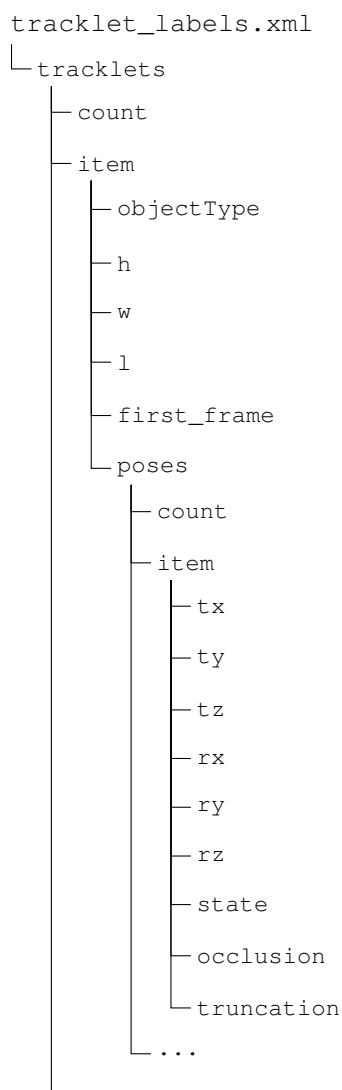 tracklet_labels.xml
tracklets
count
item
objectType
h
w
l
first_frame
poses
count
item
tx
ty
tz
rx
ry
rz
state
occlusion
truncation
...